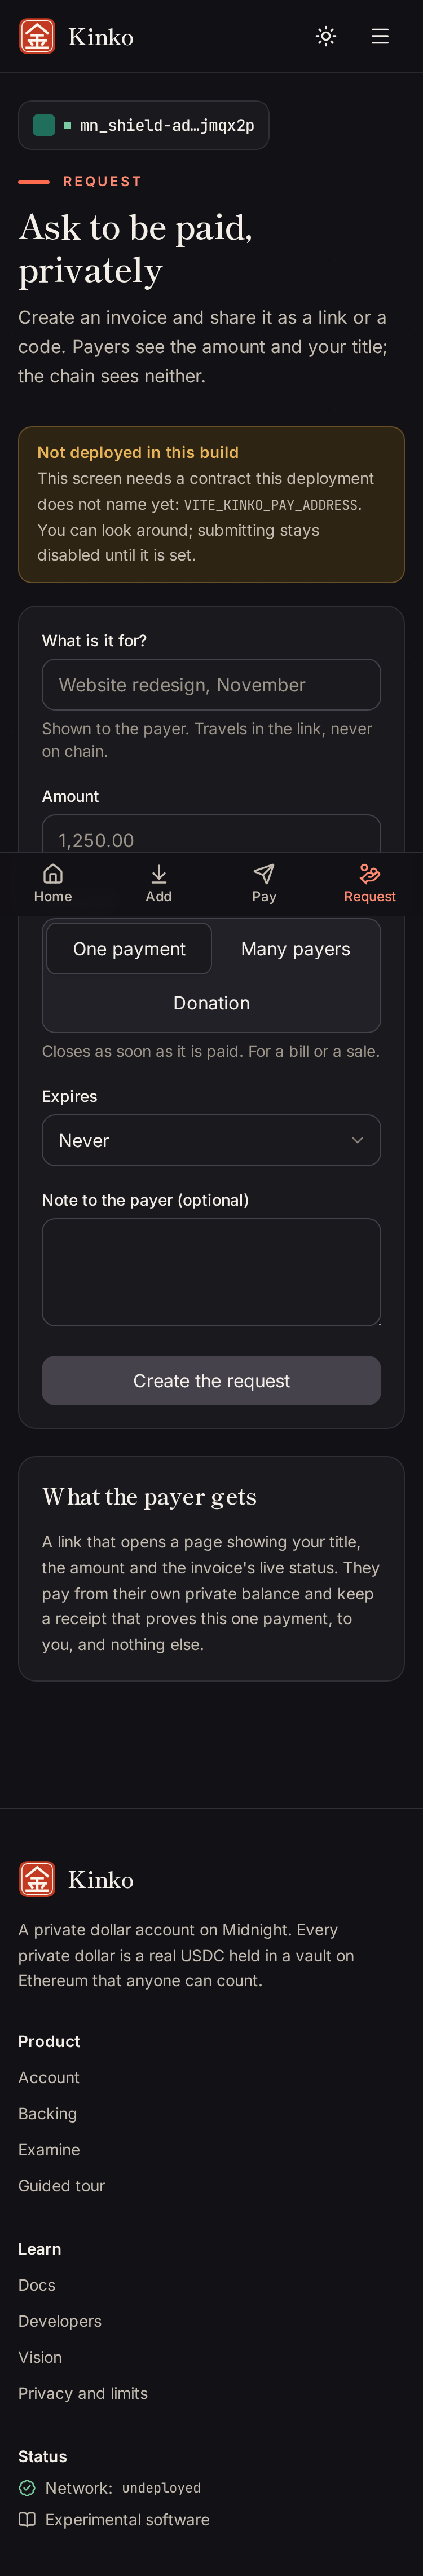 金 Kinko
mn_shield-ad…jmqx2p
REQUEST
Ask to be paid,
privately
Create an invoice and share it as a link or a
code. Payers see the amount and your title;
the chain sees neither.
Not deployed in this build
This screen needs a contract this deployment
does not name yet: VITE_KINKO_PAY_ADDRESS.
You can look around; submitting stays
disabled until it is set.
What is it for?
Website redesign, November
Shown to the payer. Travels in the link, never
on chain.
Amount
1,250.00
Home Add Pay Request
One payment Many payers
Donation
Closes as soon as it is paid. For a bill or a sale.
Expires
Never
Note to the payer (optional)
Create the request
What the payer gets
A link that opens a page showing your title,
the amount and the invoice's live status. They
pay from their own private balance and keep
a receipt that proves this one payment, to
you, and nothing else.
金 Kinko
A private dollar account on Midnight. Every
private dollar is a real USDC held in a vault on
Ethereum that anyone can count.
Product
Account
Backing
Examine
Guided tour
Learn
Docs
Developers
Vision
Privacy and limits
Status
Network: undeployed
Experimental software